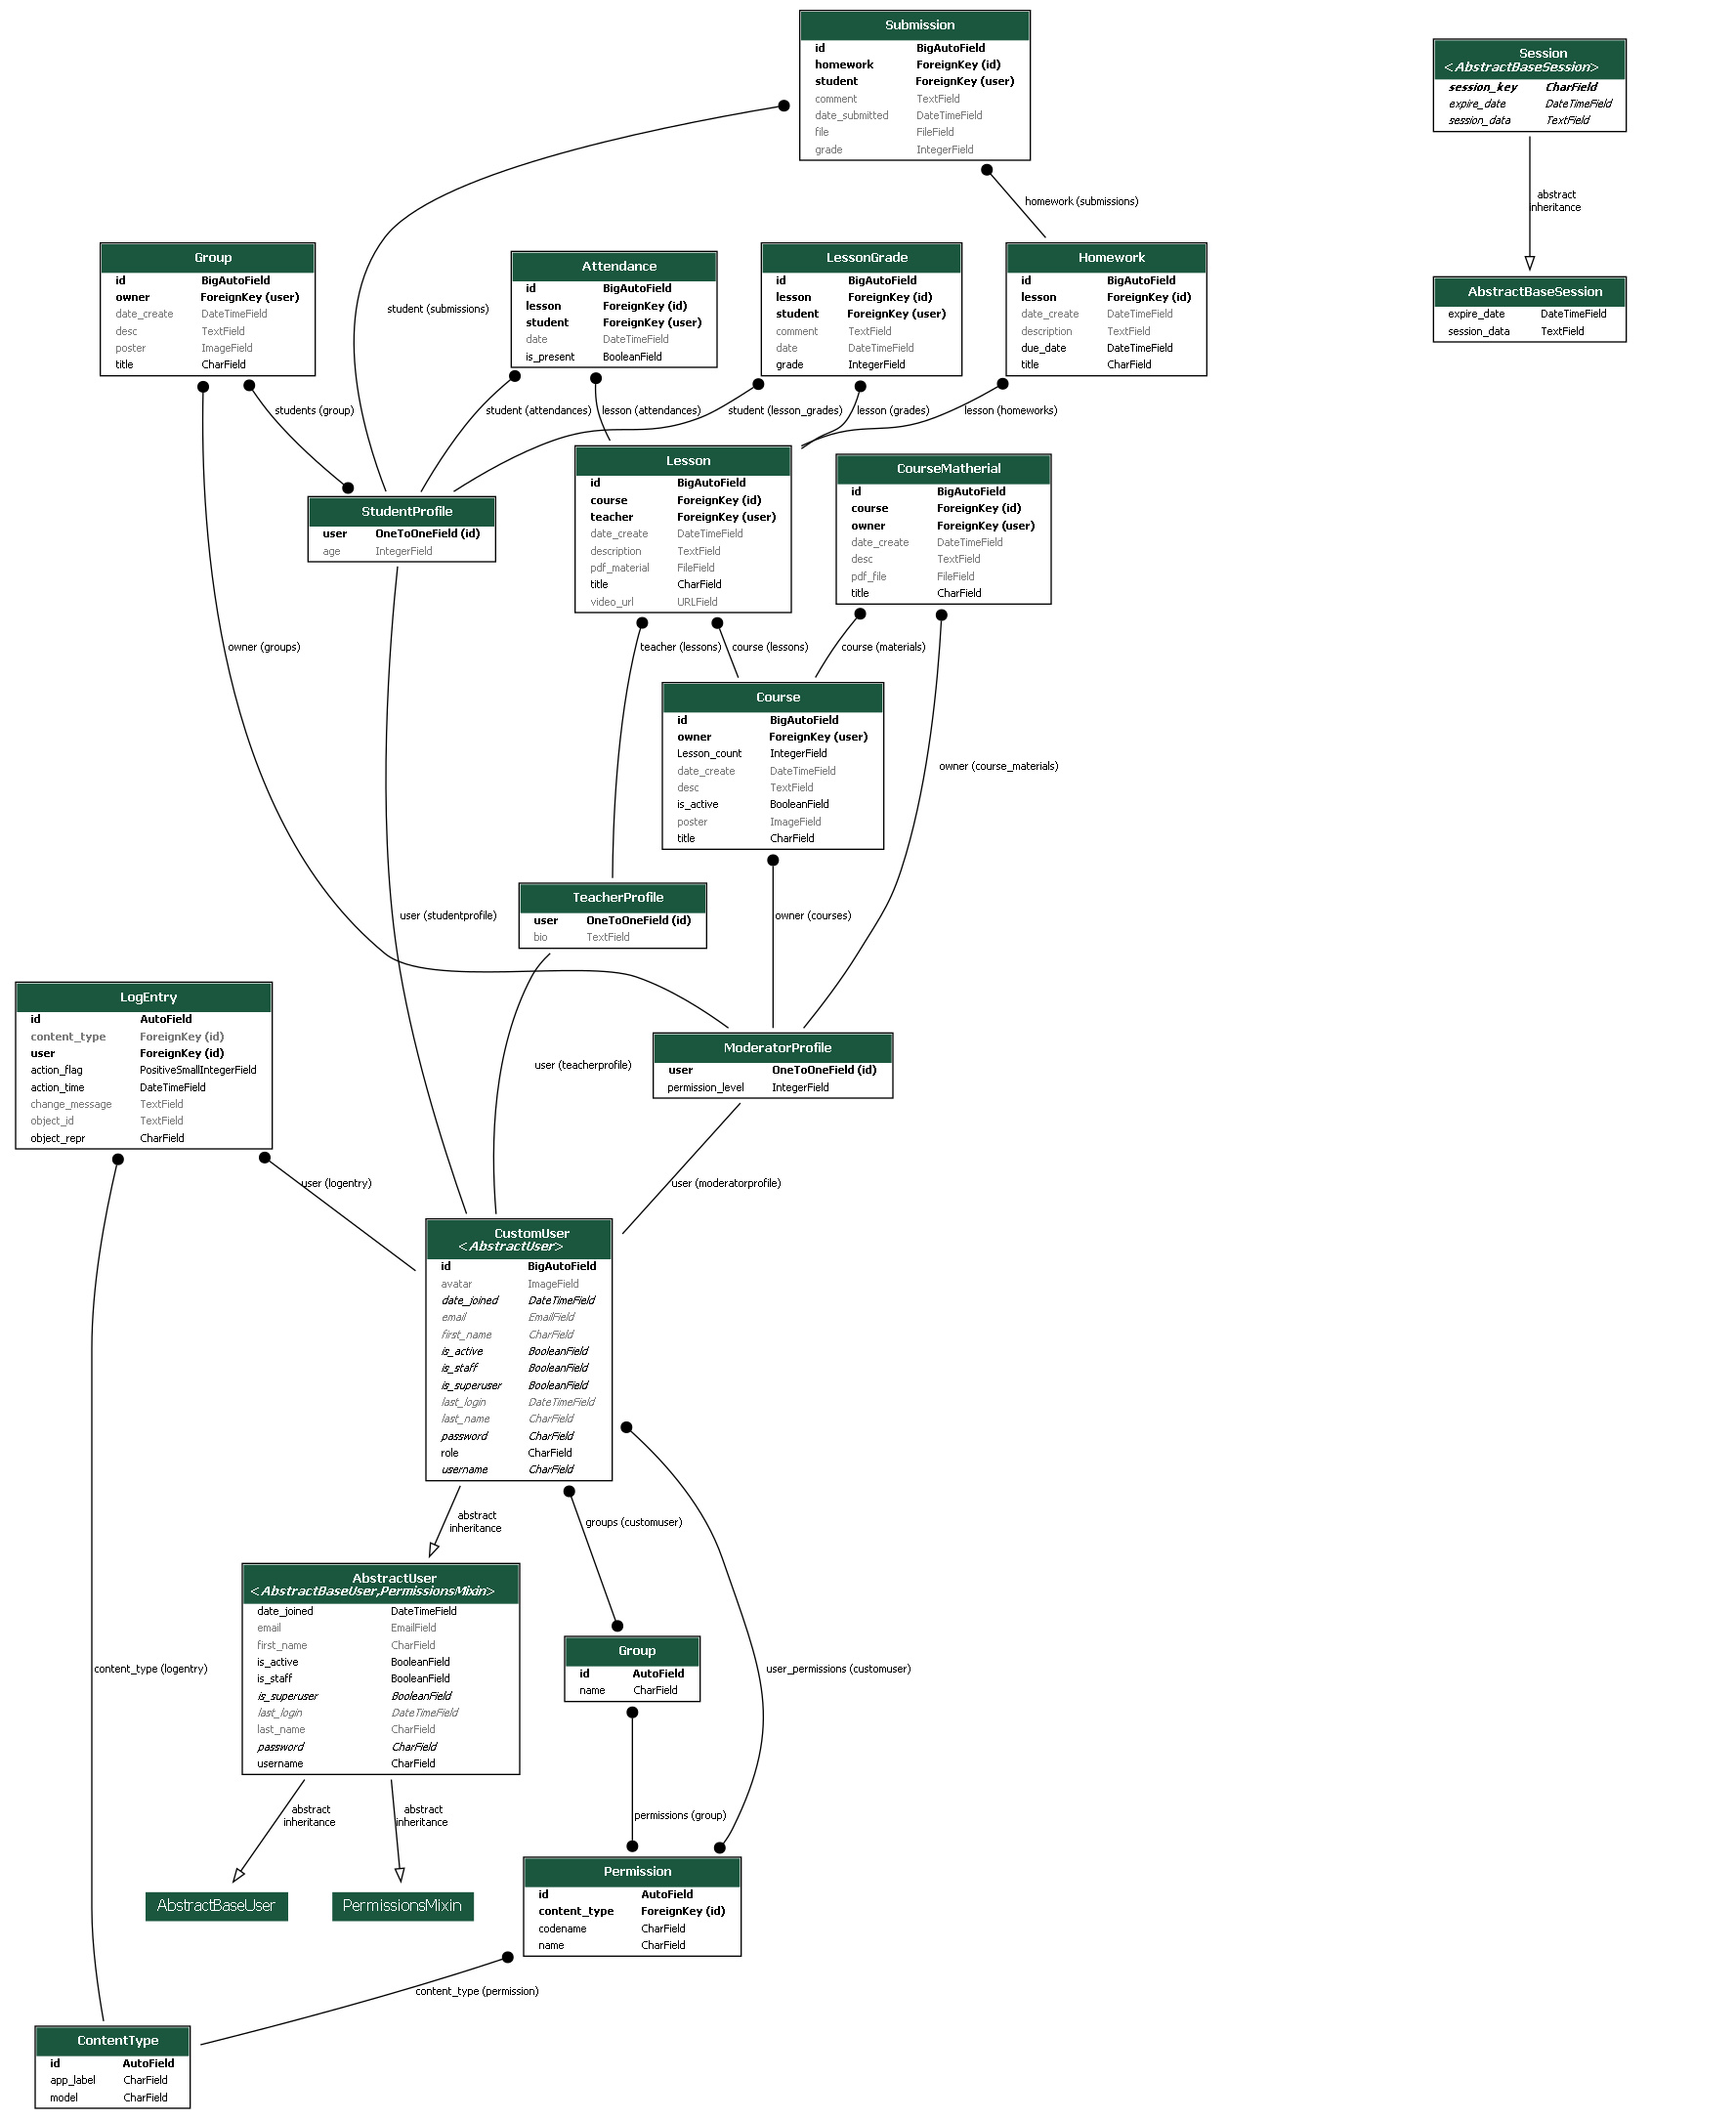 Submission
id BigAutoField
homework ForeignKey (id)
student ForeignKey (user)
comment TextField
date_submitted DateTimeField
file FileField
grade IntegerField
Session
<AbstractBaseSession>
session_key CharField
expire_date DateTimeField
session_data TextField
abstract
inheritance
homework (submissions)
Group
id BigAutoField
owner ForeignKey (user)
date_create DateTimeField
desc TextField
poster ImageField
title CharField
student (submissions)
Attendance
id BigAutoField
lesson ForeignKey (id)
student ForeignKey (user)
date DateTimeField
is_present BooleanField
LessonGrade
id BigAutoField
lesson ForeignKey (id)
student ForeignKey (user)
comment TextField
date DateTimeField
grade IntegerField
Homework
id BigAutoField
lesson ForeignKey (id)
date_create DateTimeField
description TextField
due_date DateTimeField
title CharField
AbstractBaseSession
expire_date DateTimeField
session_data TextField
students (group)
student (attendances)
lesson (attendances)
student (lesson_grades)
lesson (grades)
lesson (homeworks)
StudentProfile
user OneToOneField (id)
age IntegerField
Lesson
id BigAutoField
course ForeignKey (id)
teacher ForeignKey (user)
date_create DateTimeField
description TextField
pdf_material FileField
title CharField
video_url URLField
CourseMatherial
id BigAutoField
course ForeignKey (id)
owner ForeignKey (user)
date_create DateTimeField
desc TextField
pdf_file FileField
title CharField
owner (groups)
teacher (lessons)
course (lessons)
course (materials)
Course
id BigAutoField
owner ForeignKey (user)
Lesson_count IntegerField
date_create DateTimeField
desc TextField
is_active BooleanField
poster ImageField
title CharField
owner (course_materials)
TeacherProfile
user OneToOneField (id)
bio TextField
user (studentprofile)
owner (courses)
LogEntry
id AutoField
content_type ForeignKey (id)
user ForeignKey (id)
action_flag PositiveSmallIntegerField
action_time DateTimeField
change_message TextField
object_id TextField
object_repr CharField
user (teacherprofile)
ModeratorProfile
user OneToOneField (id)
permission_level IntegerField
user (logentry)
user (moderatorprofile)
CustomUser
<AbstractUser>
id BigAutoField
avatar ImageField
date_joined DateTimeField
email EmailField
first_name CharField
is_active BooleanField
is_staff BooleanField
is_superuser BooleanField
last_login DateTimeField
last_name CharField
password CharField
role CharField
username CharField
abstract
inheritance
groups (customuser)
AbstractUser
<AbstractBaseUser,PermissionsMixin>
date_joined DateTimeField
email EmailField
first_name CharField
is_active BooleanField
is_staff BooleanField
is_superuser BooleanField
last_login DateTimeField
last_name CharField
password CharField
username CharField
Group
id AutoField
name CharField
content_type (logentry)
user_permissions (customuser)
abstract
inheritance
abstract
inheritance
permissions (group)
AbstractBaseUser
PermissionsMixin
Permission
id AutoField
content_type ForeignKey (id)
codename CharField
name CharField
content_type (permission)
ContentType
id AutoField
app_label CharField
model CharField